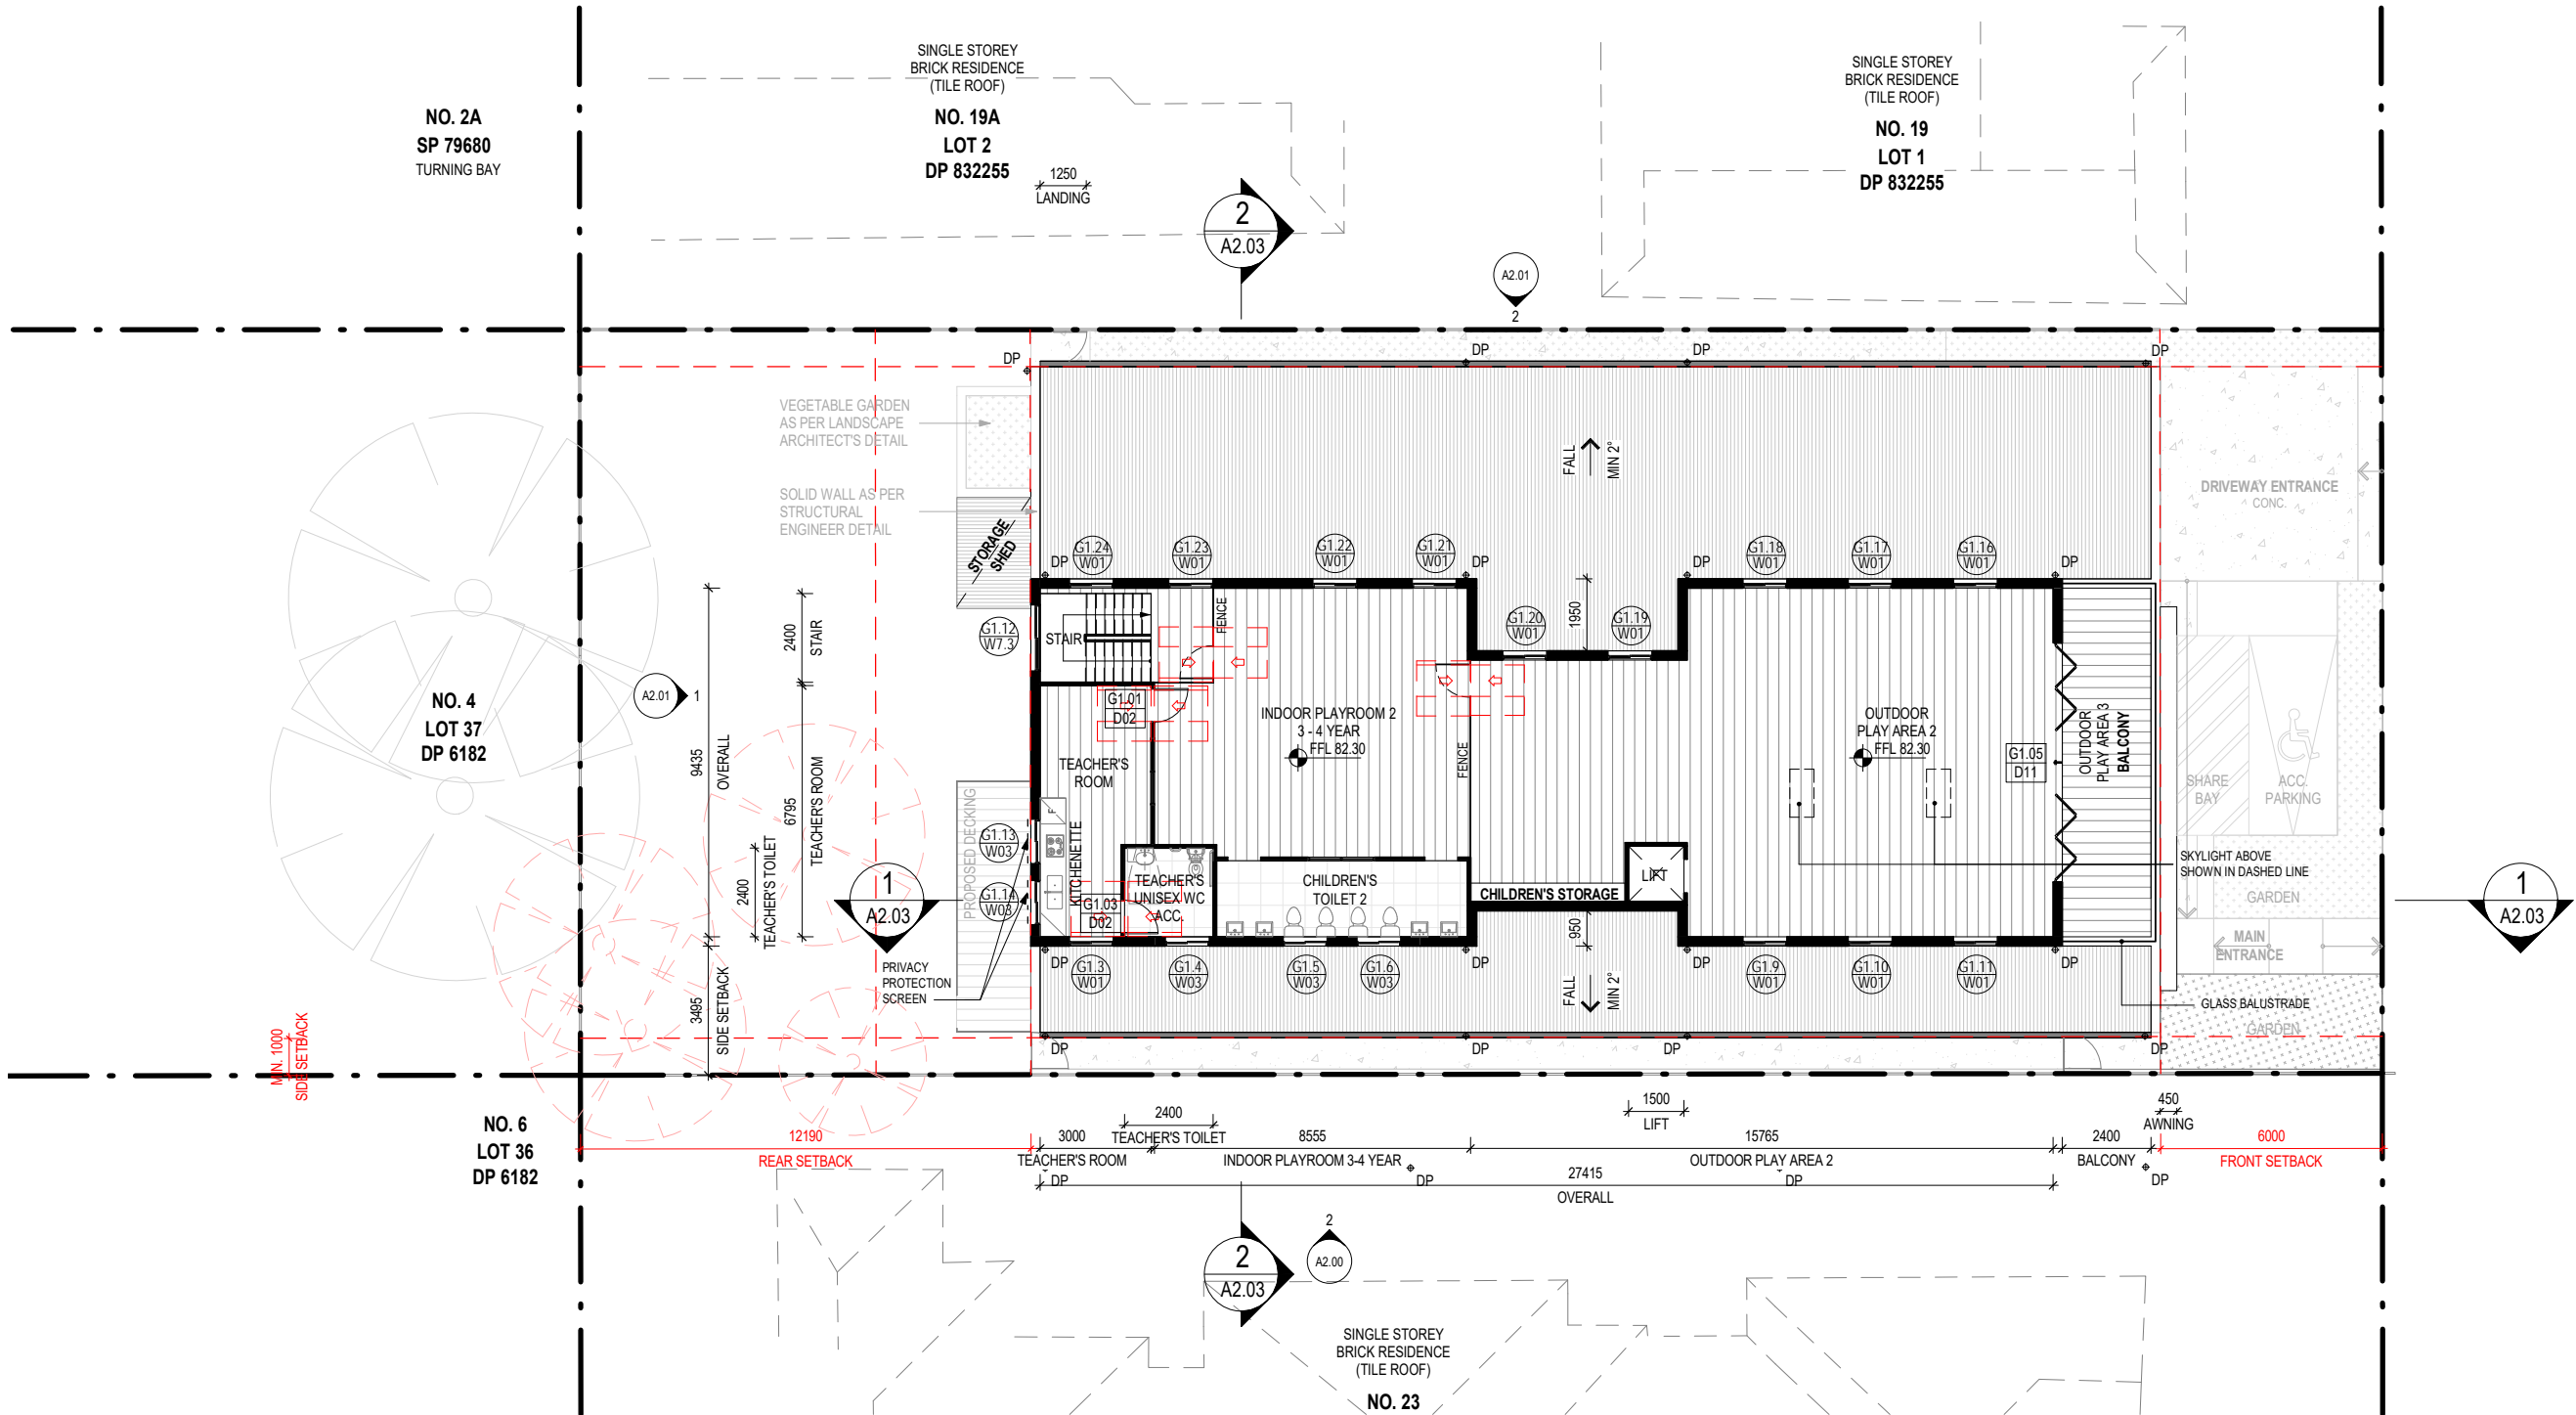 SINGLE STOREY
BRICK RESIDENCE
(TILE ROOF)
NO. 19A
LOT 2
DP 832255
SINGLE STOREY
BRICK RESIDENCE
(TILE ROOF)
NO. 19
LOT 1
DP 832255
NO. 2A
SP 79680
TURNING BAY
1250
LANDING
2
A2.03
A2.01
2
DP
DP
DP
DP
VEGETABLE GARDEN
AS PER LANDSCAPE
ARCHITECT'S DETAIL
SOLID WALL AS PER
STRUCTURAL
ENGINEER DETAIL
STORAGE
SHED
FALL
MIN 2°
DRIVEWAY ENTRANCE
CONC.
DP
G1.24
W01
G1.23
W01
G1.22
W01
G1.21
W01
DP
DP
G1.18
W01
G1.17
W01
G1.16
W01
DP
G1.12
W7.3
STAIR
FENCE
1950
G1.20
W01
G1.19
W01
2400
STAIR
A2.01
1
NO. 4
LOT 37
DP 6182
9435
OVERALL
6795
TEACHER'S ROOM
2400
TEACHER'S TOILET
G1.01
D02
INDOOR PLAYROOM 2
3 - 4 YEAR
FFL 82.30
FENCE
OUTDOOR
PLAY AREA 2
FFL 82.30
G1.05
D11
OUTDOOR
PLAY AREA 3
BALCONY
SHARE
BAY
ACC.
PARKING
TEACHER'S
ROOM
F
KITCHENETTE
PROPOSED DECKING
G1.13
W03
G1.14
W03
G1.03
D02
TEACHER'S
UNISEX WC
ACC.
CHILDREN'S
TOILET 2
CHILDREN'S STORAGE
LIFT
SKYLIGHT ABOVE
SHOWN IN DASHED LINE
GARDEN
1
A2.03
1
A2.03
MAIN
ENTRANCE
950
PRIVACY
PROTECTION
SCREEN
DP
G1.3
W01
G1.4
W03
G1.5
W03
G1.6
W03
DP
DP
G1.9
W01
G1.10
W01
G1.11
W01
DP
FALL
MIN 2°
GLASS BALUSTRADE
GARDEN
3495
SIDE SETBACK
MIN. 1000
SIDE SETBACK
DP
DP
DP
DP
NO. 6
LOT 36
DP 6182
12190
REAR SETBACK
3000
TEACHER'S ROOM
2400
TEACHER'S TOILET
8555
INDOOR PLAYROOM 3-4 YEAR
1500
LIFT
15765
OUTDOOR PLAY AREA 2
2400
BALCONY
450
AWNING
6000
FRONT SETBACK
DP
DP
DP
DP
27415
OVERALL
2
A2.03
2
A2.00
SINGLE STOREY
BRICK RESIDENCE
(TILE ROOF)
NO. 23